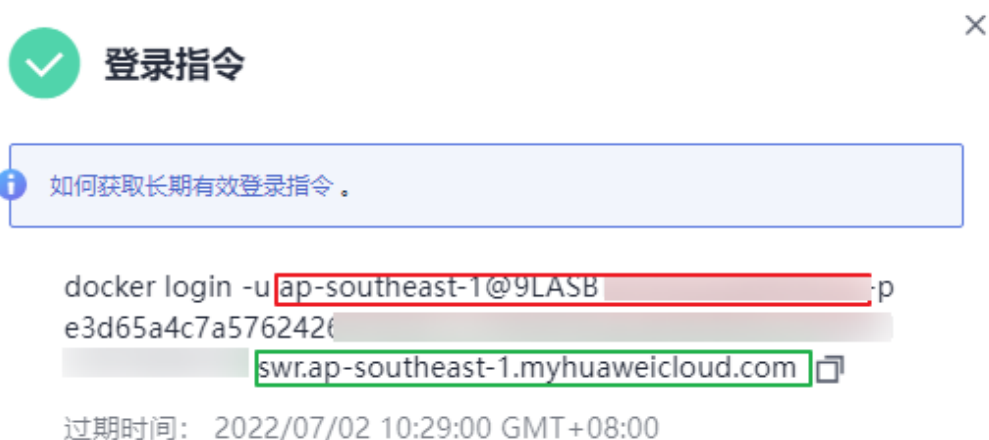 登录指令
如何获取长期有效登录指令 。
docker login -u ap-southeast-1@9LASB -p
e3d65a4c7a5762426
swr.ap-southeast-1.myhuaweicloud.com
过期时间： 2022/07/02 10:29:00 GMT+08:00